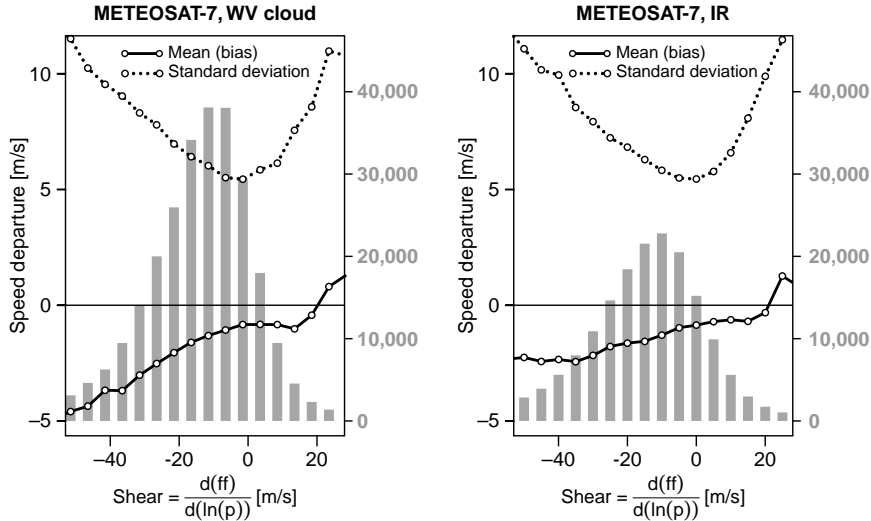 METEOSAT-7, WV cloud
Mean (bias)
Standard deviation
Speed departure [m/s]
10
5
0
–5
40,000
30,000
20,000
10,000
0
–40
-20
0
20
Shear = d(ff)/d(ln(p)) [m/s]
METEOSAT-7, IR
Mean (bias)
Standard deviation
Speed departure [m/s]
10
5
0
–5
40,000
30,000
20,000
10,000
0
–40
-20
0
20
Shear = d(ff)/d(ln(p)) [m/s]